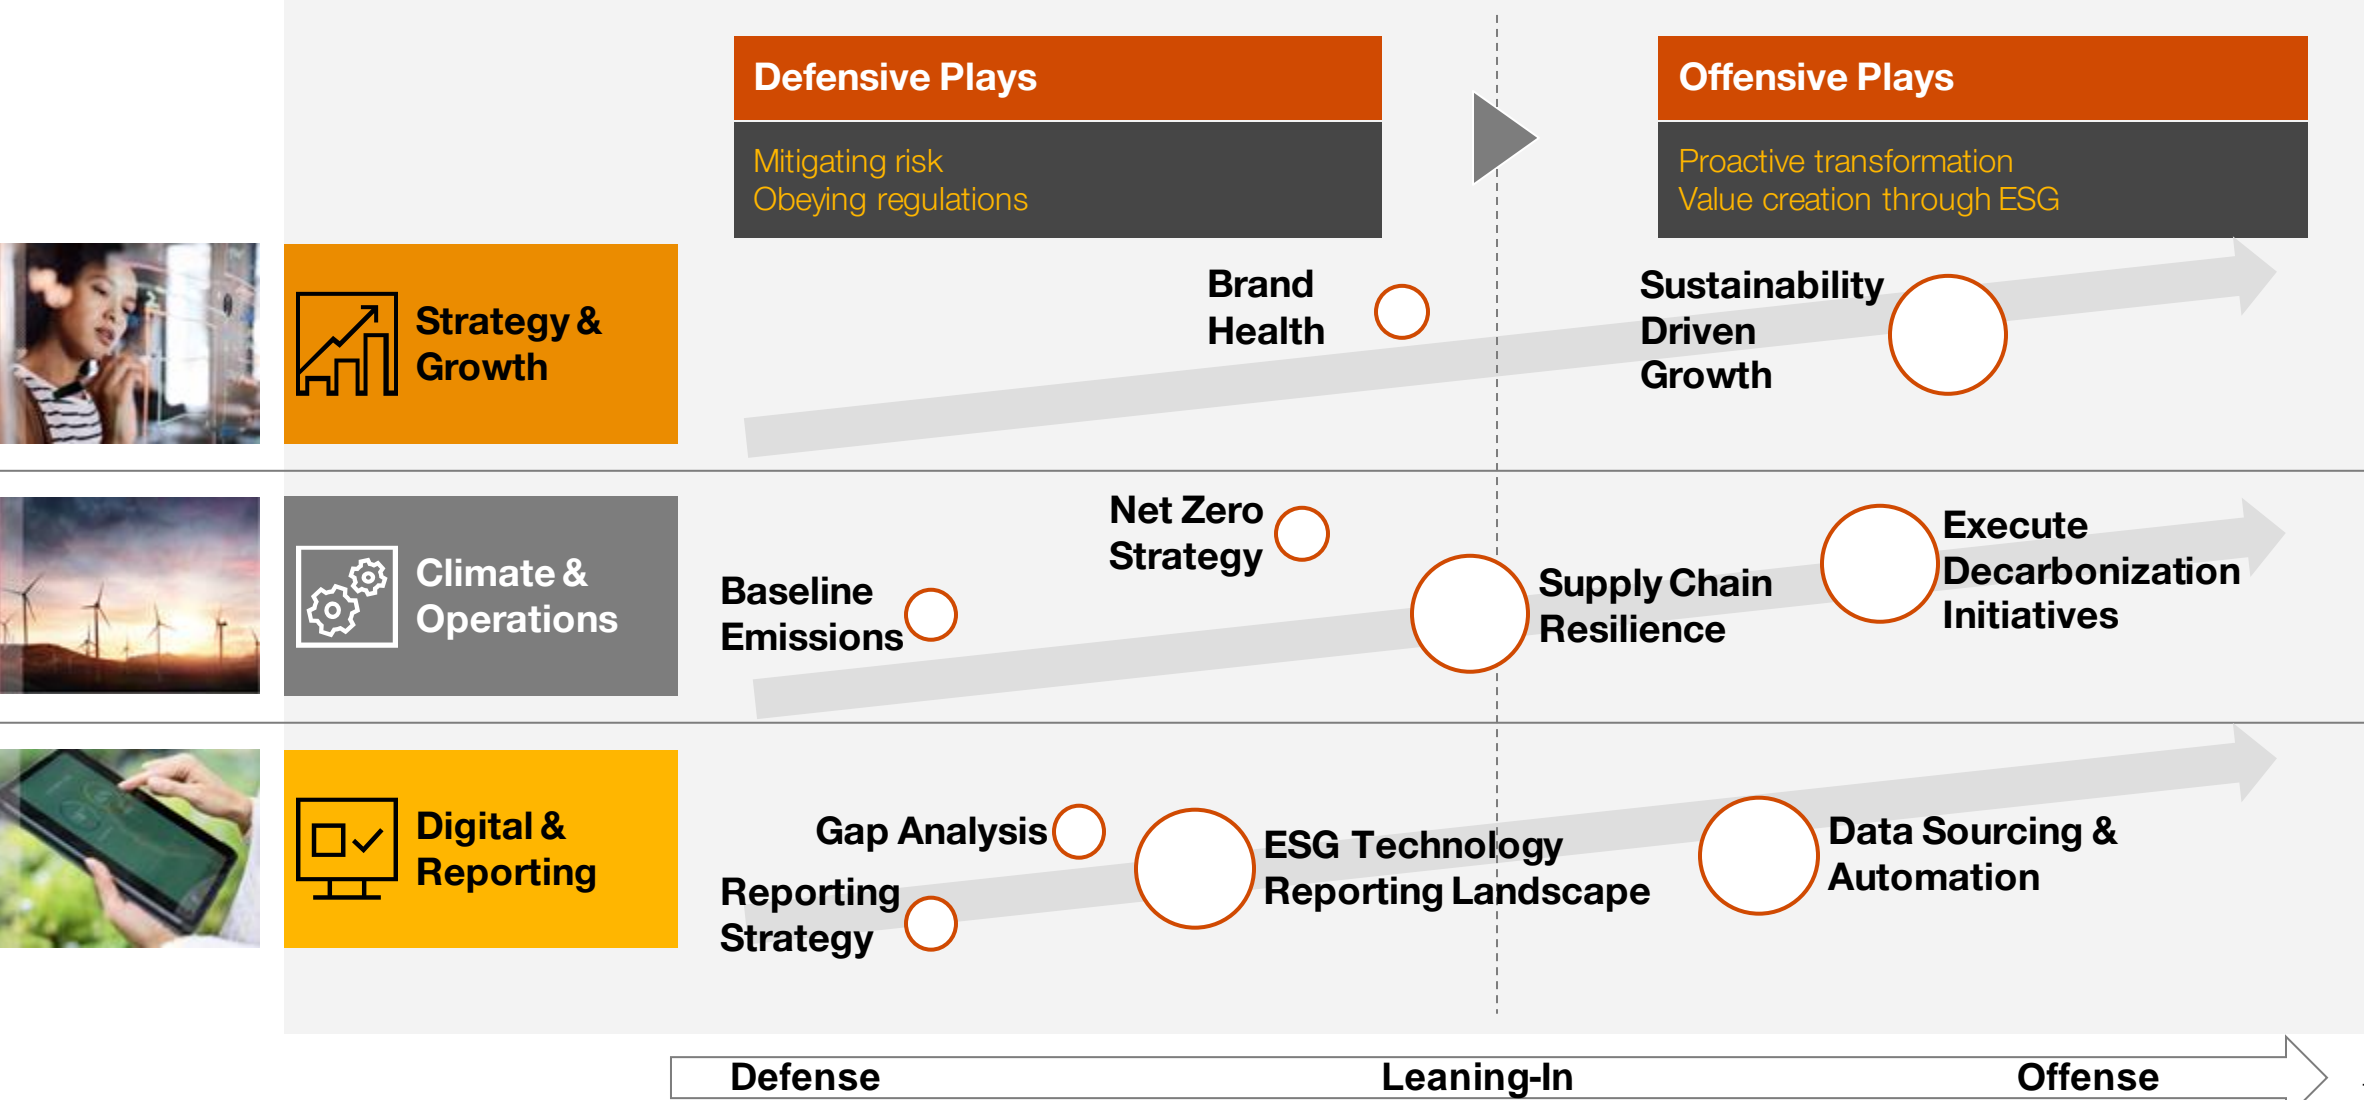 Defensive Plays
Mitigating risk
Obeying regulations
Offensive Plays
Proactive transformation
Value creation through ESG
Strategy &
Growth
Brand
Health
Sustainability
Driven
Growth
Climate &
Operations
Baseline
Emissions
Net Zero
Strategy
Supply Chain
Resilience
Execute
Decarbonization
Initiatives
Digital &
Reporting
Gap Analysis
Reporting
Strategy
ESG Technology
Reporting Landscape
Data Sourcing &
Automation
Defense
Leaning-In
Offense